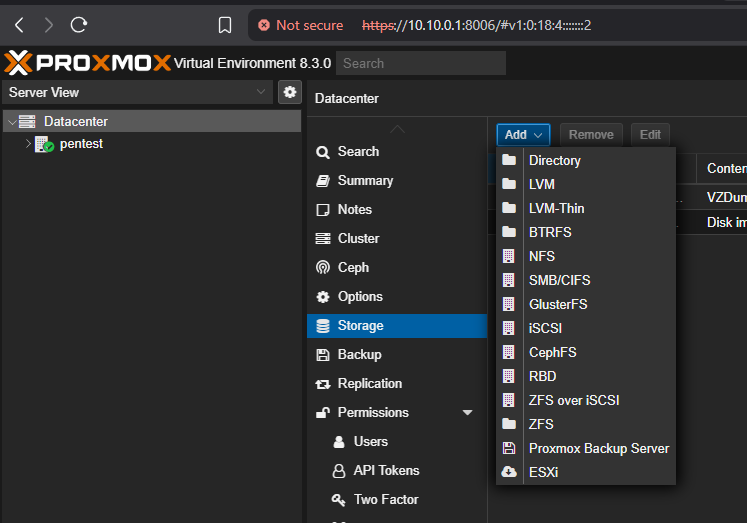 Not secure https://10.10.0.1:8006/#v1:0:18:4:::::::2
PROXMOX Virtual Environment 8.3.0 Search
Server View
Datacenter
pentest
Datacenter
Search
Summary
Notes
Cluster
Ceph
Options
Storage
Backup
Replication
Permissions
Users
API Tokens
Two Factor
Add Remove Edit
Directory
LVM
LVM-Thin
BTRFS
NFS
SMB/CIFS
GlusterFS
iSCSI
CephFS
RBD
ZFS over iSCSI
ZFS
Proxmox Backup Server
ESXi
Conten
VZDum
Disk im